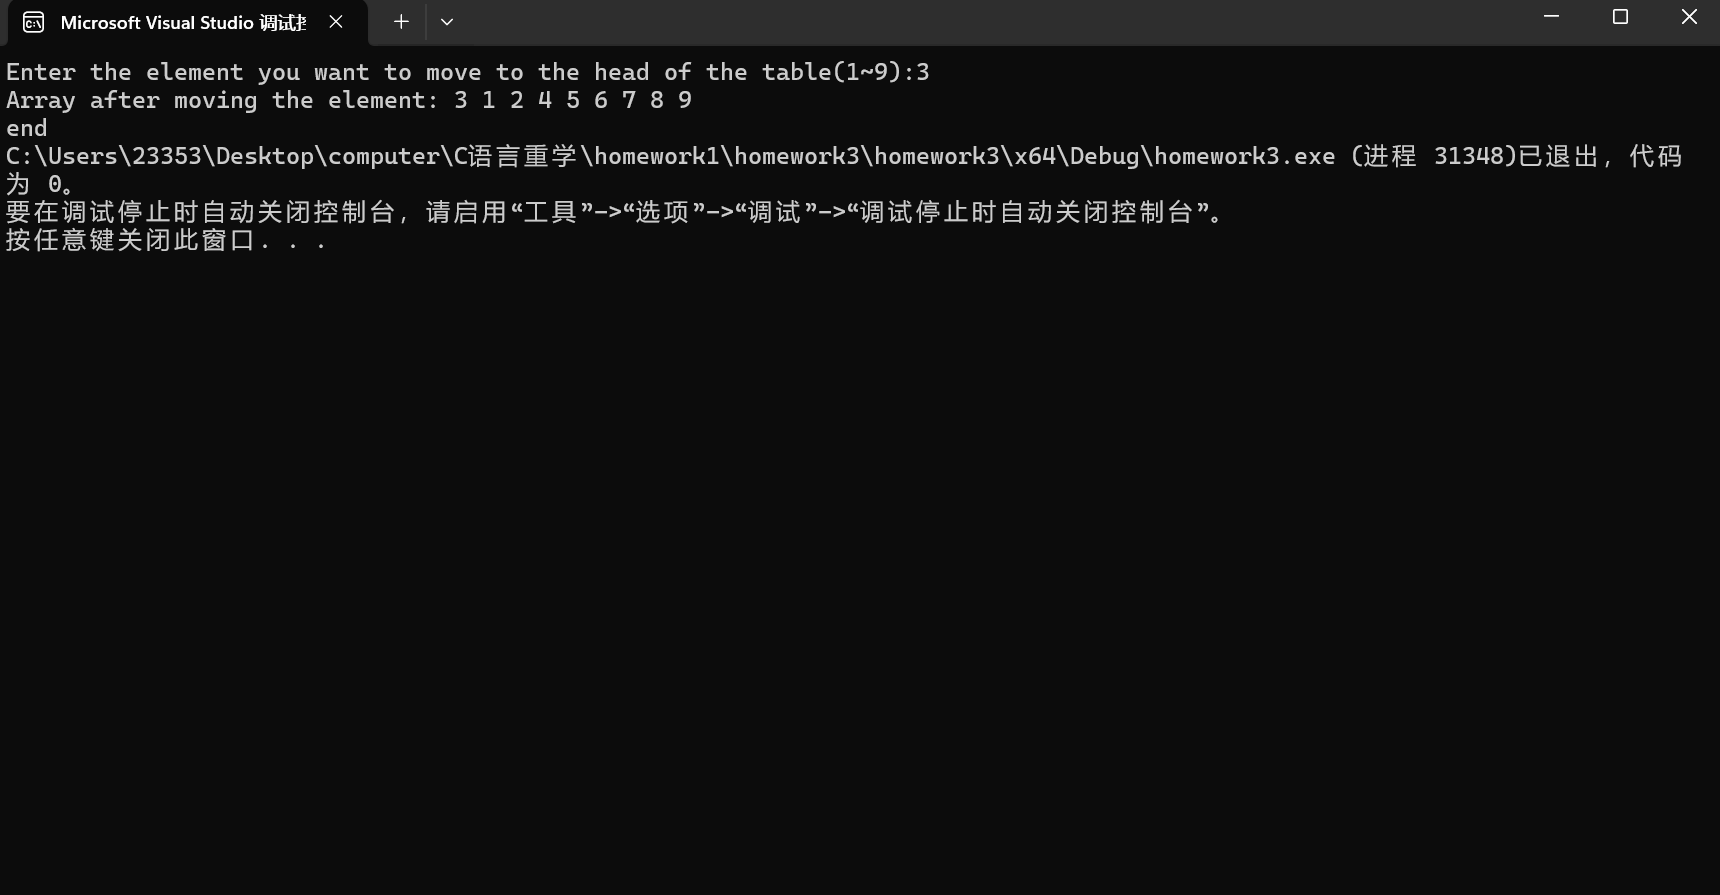 Microsoft Visual Studio 调试
Enter the element you want to move to the head of the table(1~9):3
Array after moving the element: 3 1 2 4 5 6 7 8 9
end
C:\Users\23353\Desktop\computer\C语言重学\homework1\homework3\homework3\x64\Debug\homework3.exe (进程 31348)已退出，代码
为 0。
要在调试停止时自动关闭控制台，请启用“工具”->“选项”->“调试”->“调试停止时自动关闭控制台”。
按任意键关闭此窗口. . .